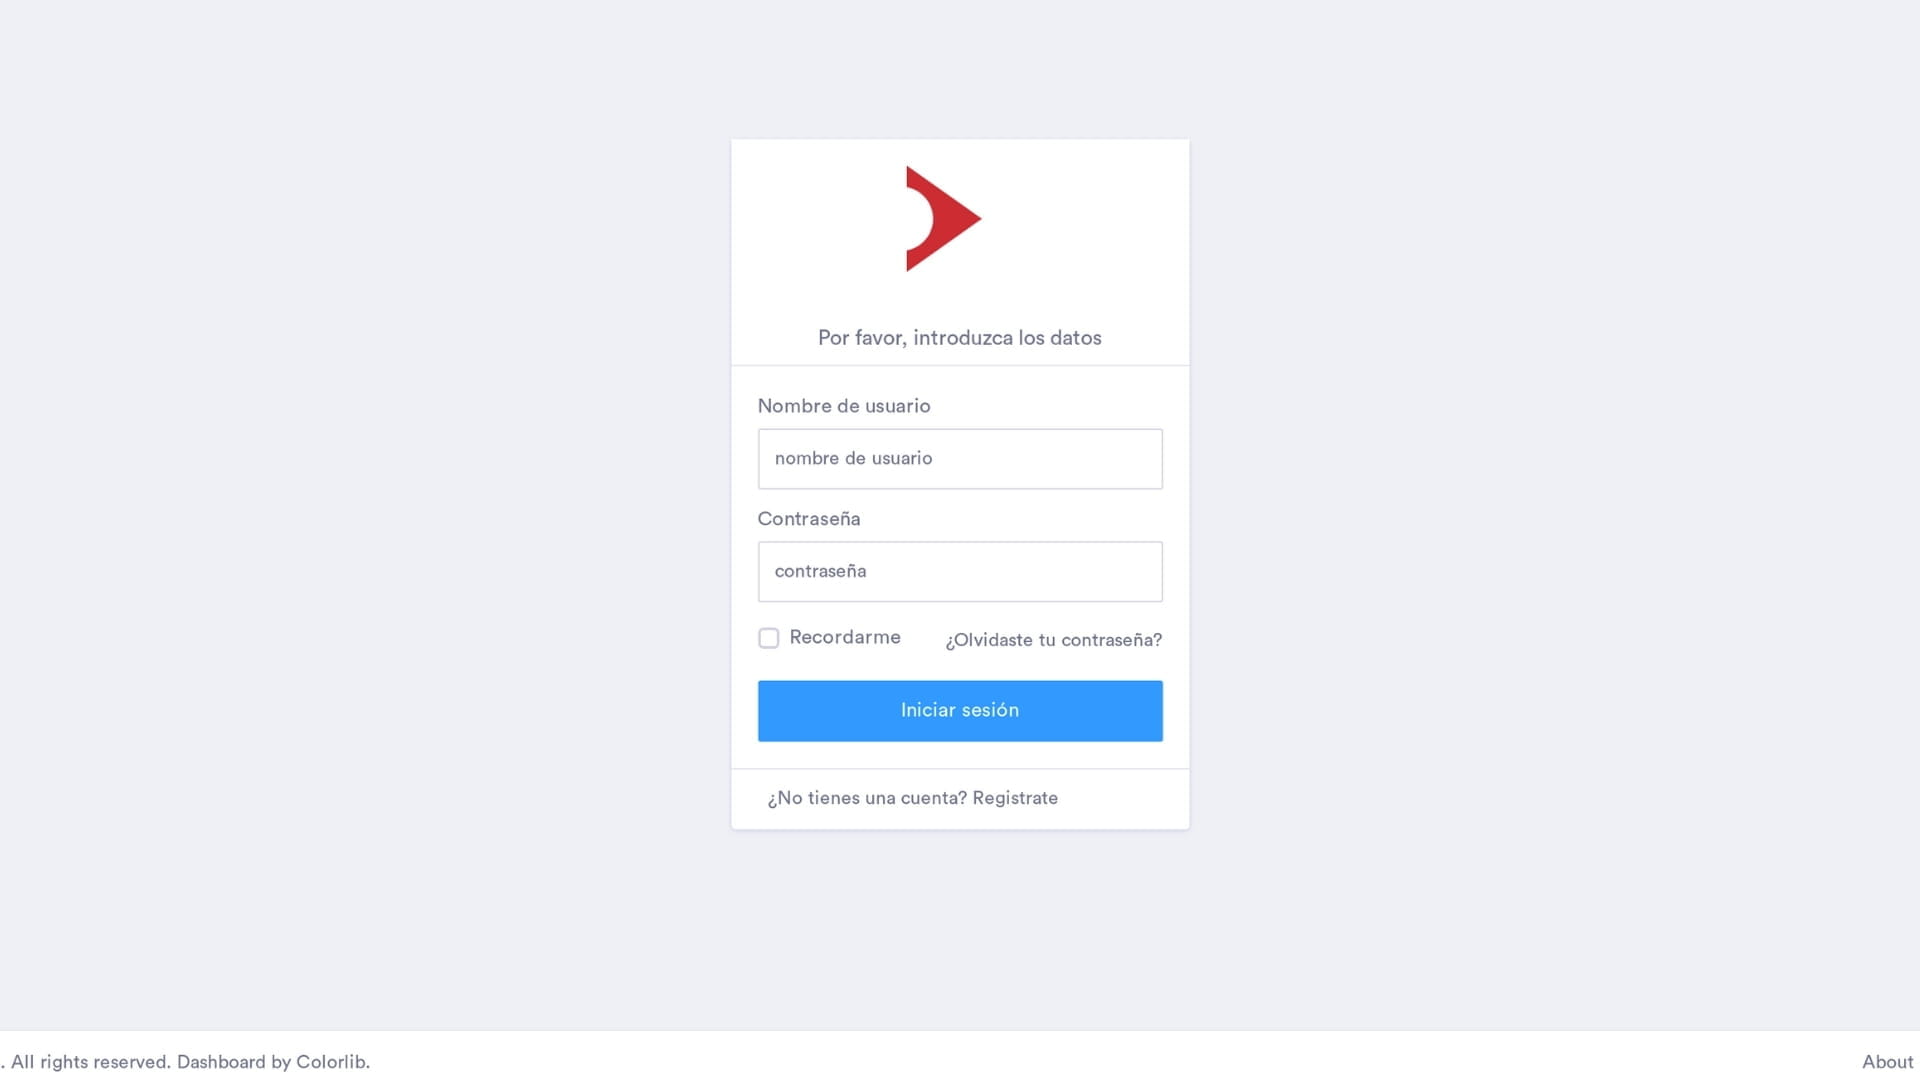 Por favor, introduzca los datos
Nombre de usuario
nombre de usuario
Contraseña
contraseña
Recordarme
¿Olvidaste tu contraseña?
Iniciar sesión
¿No tienes una cuenta? Registrate
. All rights reserved. Dashboard by Colorlib.
About